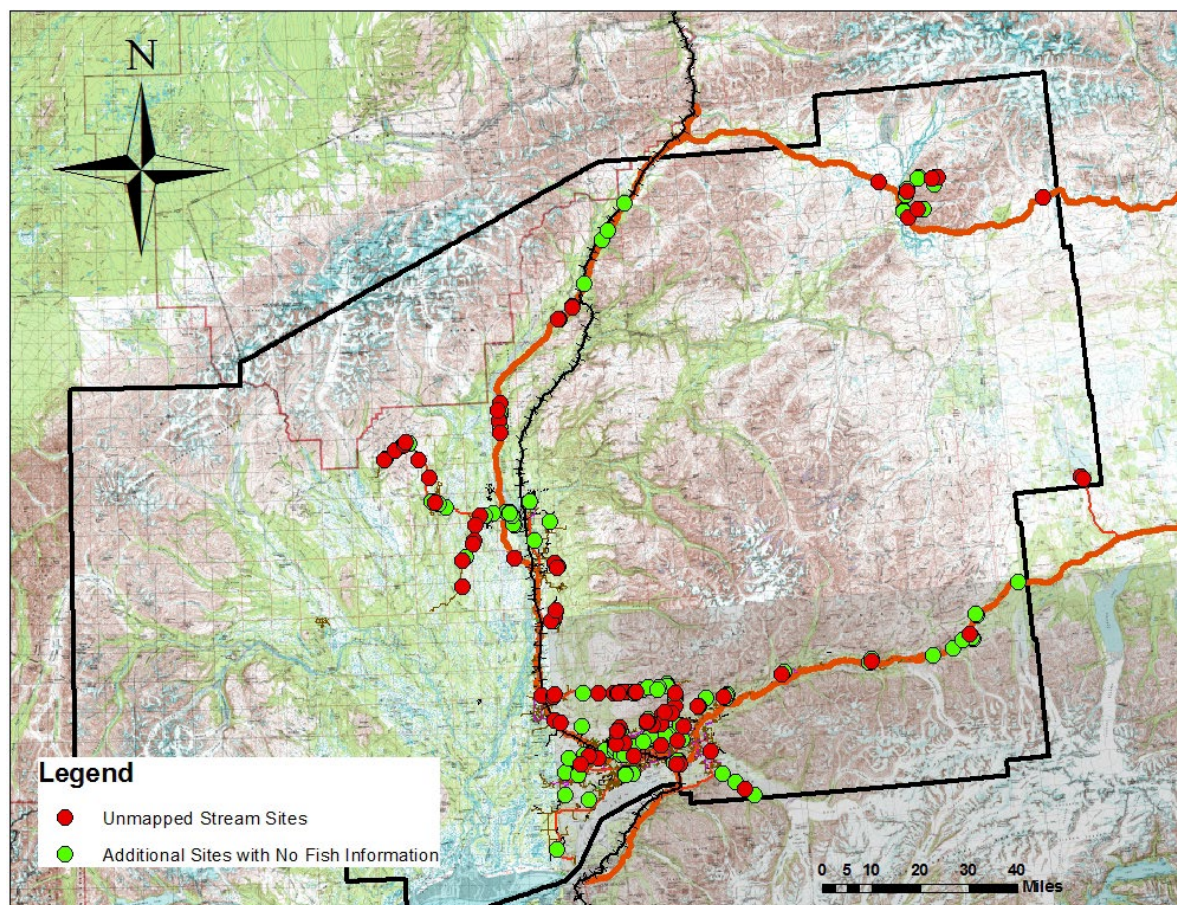 N
Legend
Unmapped Stream Sites
Additional Sites with No Fish Information
0 5 10 20 30 40
Miles